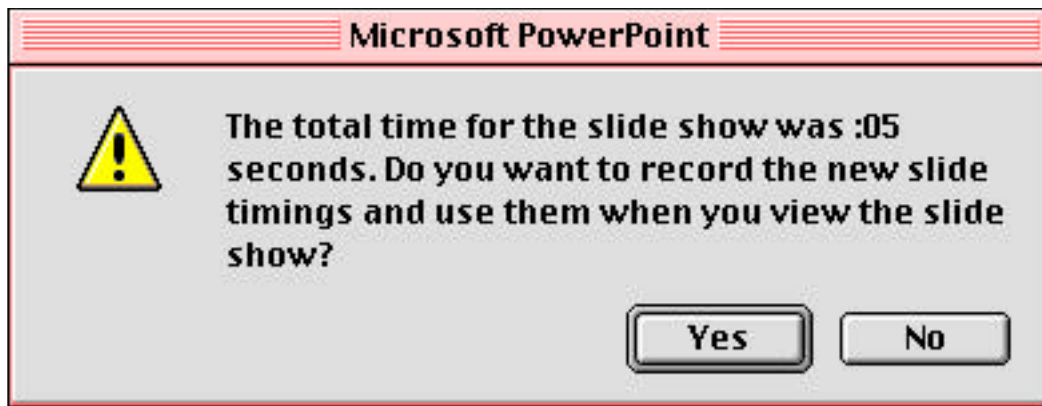 Microsoft PowerPoint
The total time for the slide show was :05
seconds. Do you want to record the new slide
timings and use them when you view the slide
show?
Yes No